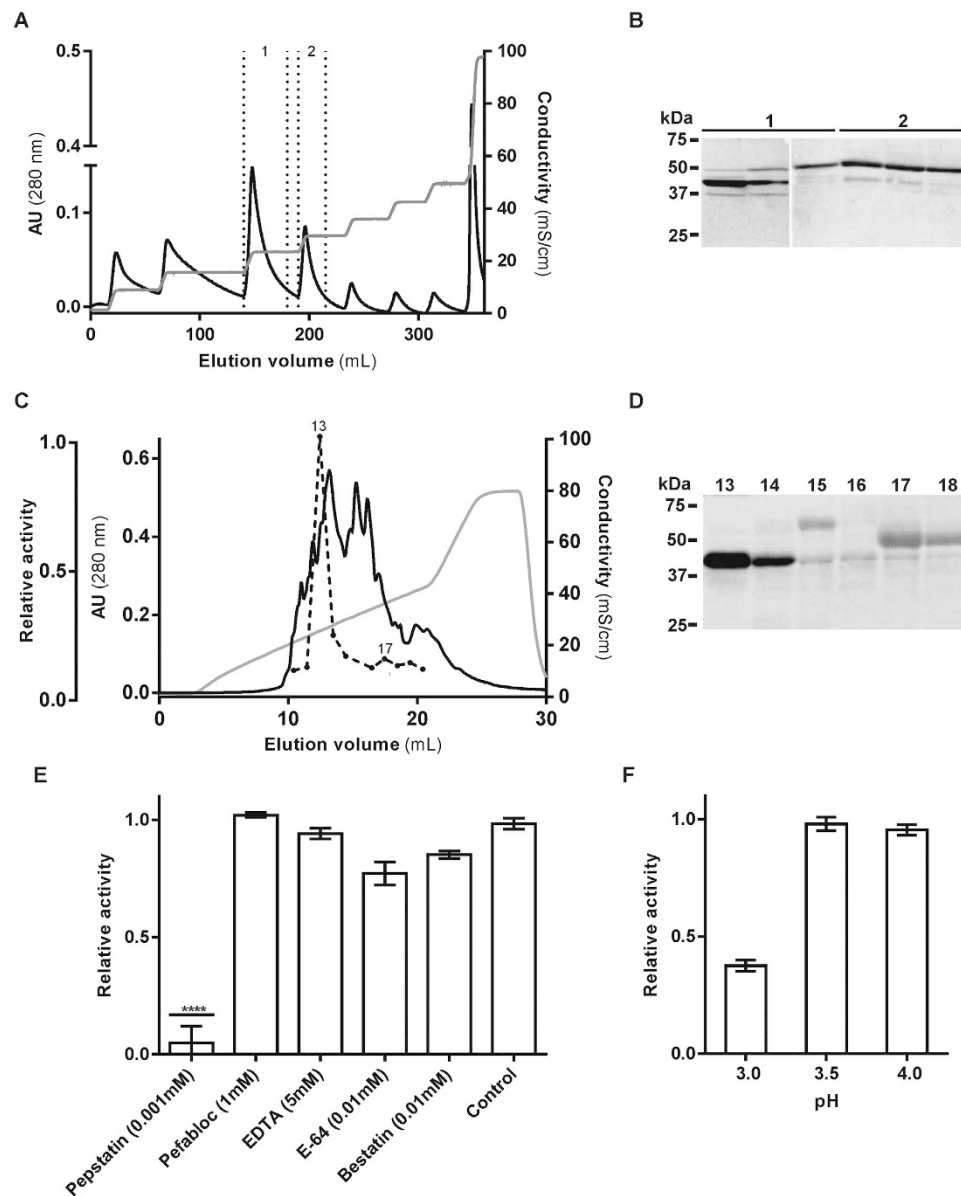 A
B
1 2
0.5
0.4
0.1
0.0
AU (280 nm)
100
80
60
40
20
0
Conductivity (mS/cm)
0 100 200 300
Elution volume (mL)
kDa 1 2
75
50
37
25
C
D
1.0
0.5
0.0
Relative activity
0.6
0.4
0.2
0.0
AU (280 nm)
13
17
100
80
60
40
20
0
Conductivity (mS/cm)
0 10 20 30
Elution volume (mL)
kDa 13 14 15 16 17 18
75
50
37
25
E
F
1.0
0.5
0.0
Relative activity
****
Pepstatin (0.001mM)
Pefabloc (1mM)
EDTA (5mM)
E-64 (0.01mM)
Bestatin (0.01mM)
Control
1.0
0.5
0.0
Relative activity
3.0 3.5 4.0
pH